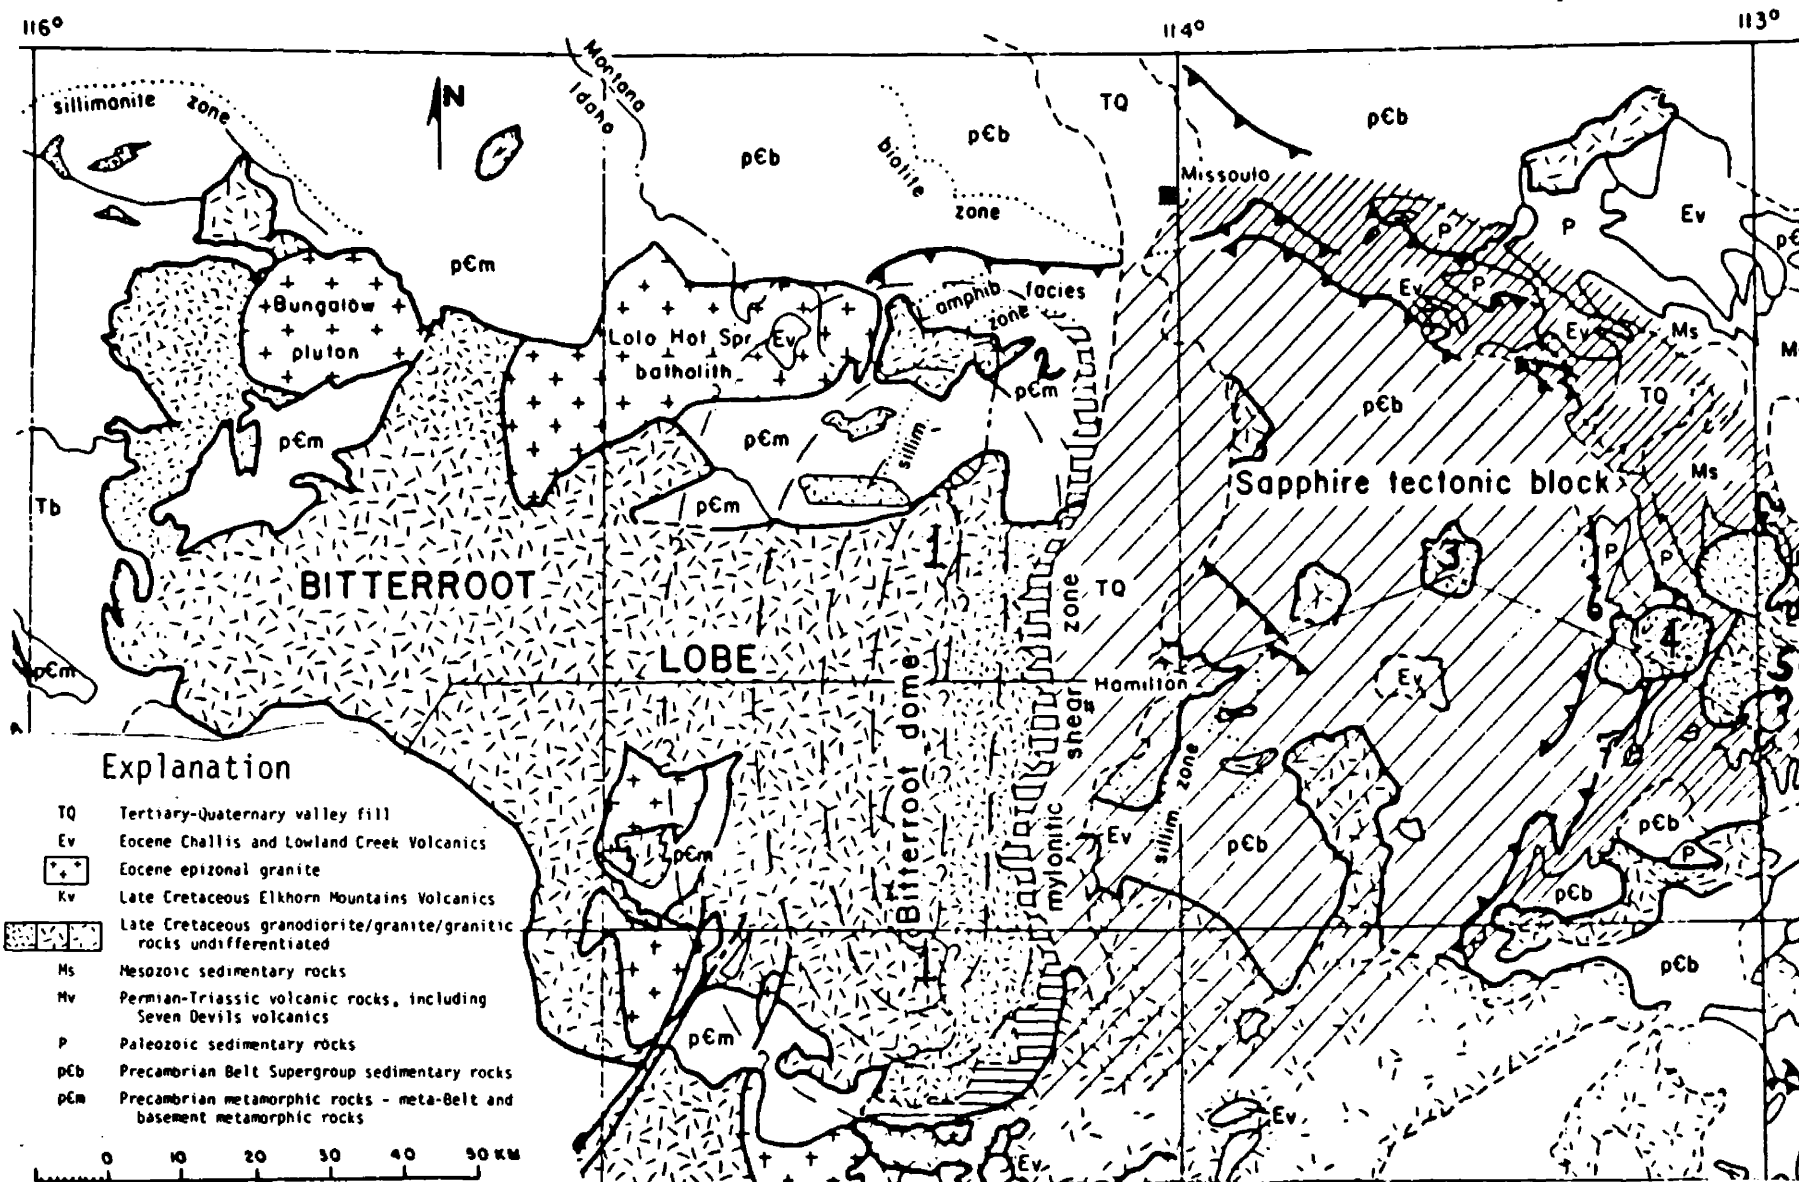 116° 114° 113°
Montana
Idaho
N
sillimanite zone
TQ
pЄb
pЄb
pЄb
biotite
zone
Missoula
P
P
Ev
pЄ
pЄm
Bungalow
pluton
Lolo Hot Spr
batholith
Ev
amphib facies
zone
2
pЄm
Ev
P
Ev
Ms
M
pЄm
pЄm
sillim
TQ
pЄb
TQ
Sapphire tectonic block
Ms
Tb
pЄm
1
3
P
P
BITTERROOT
LOBE
TQ
4
5
pЄm
Hamilton
Ev
Bitterroot dome
mylonitic shear zone
sillim zone
Ev
pЄb
pЄb
P
pЄb
pЄb
pЄm
1
pЄm
Ev
Ev
Explanation
TQ Tertiary-Quaternary valley fill
Ev Eocene Challis and Lowland Creek Volcanics
Eocene epizonal granite
Kv Late Cretaceous Elkhorn Mountains Volcanics
Late Cretaceous granodiorite/granite/granitic
rocks undifferentiated
Ms Mesozoic sedimentary rocks
Mv Permian-Triassic volcanic rocks, including
Seven Devils volcanics
P Paleozoic sedimentary rocks
pЄb Precambrian Belt Supergroup sedimentary rocks
pЄm Precambrian metamorphic rocks - meta-Belt and
basement metamorphic rocks
0 10 20 30 40 50 KM